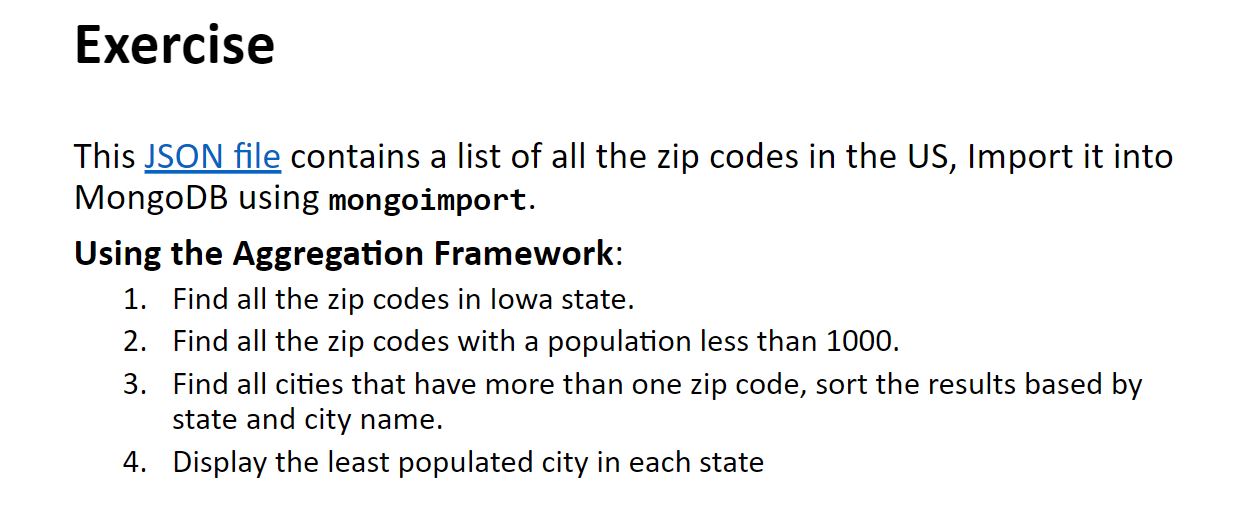 Exercise
This JSON file contains a list of all the zip codes in the US, Import it into
MongoDB using mongoimport.
Using the Aggregation Framework:
1. Find all the zip codes in Iowa state.
2. Find all the zip codes with a population less than 1000.
3. Find all cities that have more than one zip code, sort the results based by
state and city name.
4. Display the least populated city in each state